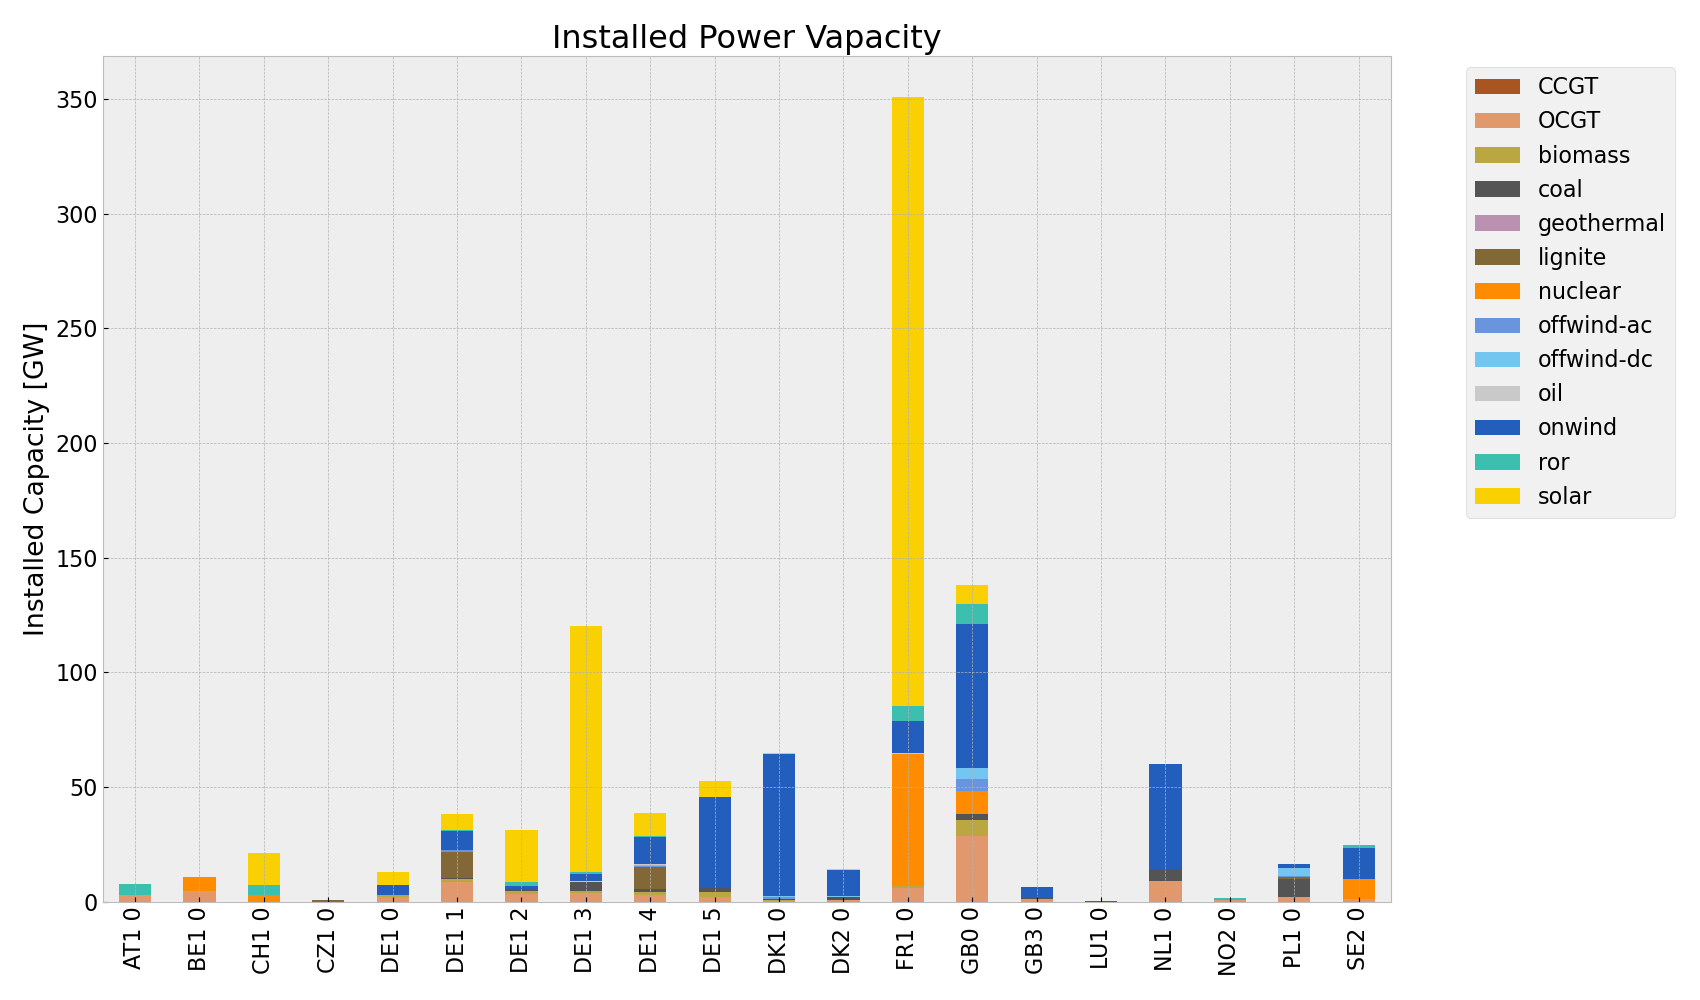 Installed Power Vapacity
Installed Capacity [GW]
350
300
250
200
150
100
50
0
AT1 0
BE1 0
CH1 0
CZ1 0
DE1 0
DE1 1
DE1 2
DE1 3
DE1 4
DE1 5
DK1 0
DK2 0
FR1 0
GB0 0
GB3 0
LU1 0
NL1 0
NO2 0
PL1 0
SE2 0
CCGT
OCGT
biomass
coal
geothermal
lignite
nuclear
offwind-ac
offwind-dc
oil
onwind
ror
solar